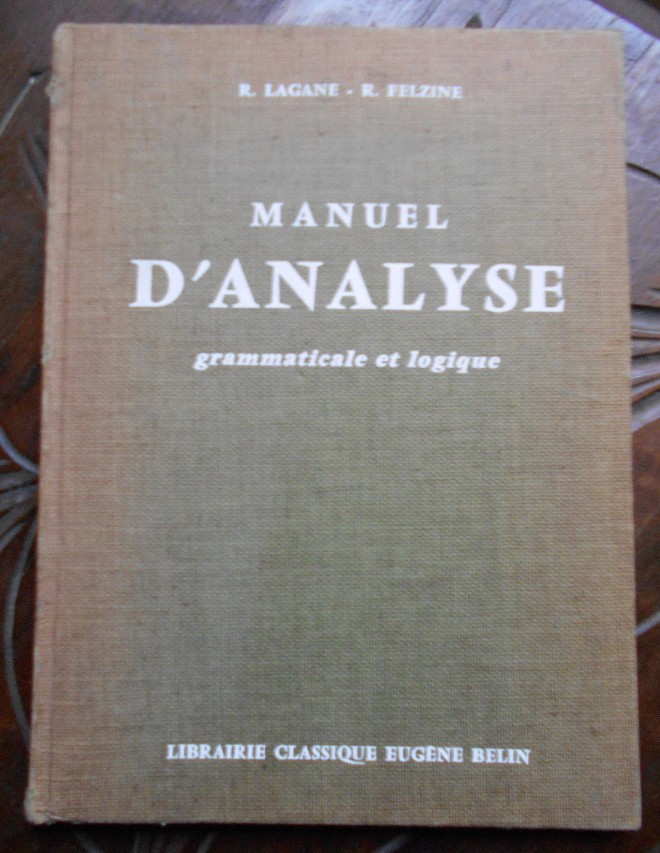 R. LAGANE - R. FELZINE
MANUEL
D'ANALYSE
grammaticale et logique
LIBRAIRIE CLASSIQUE EUGÈNE BELIN